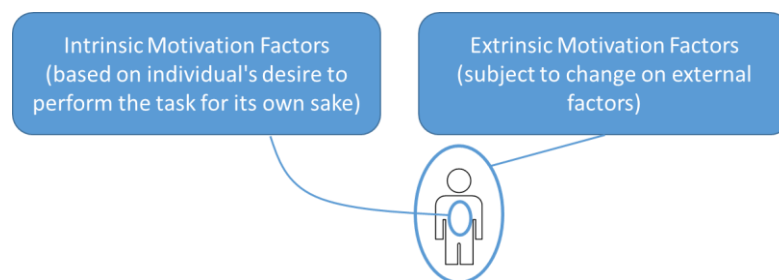 Intrinsic Motivation Factors
(based on individual's desire to
perform the task for its own sake)
Extrinsic Motivation Factors
(subject to change on external
factors)